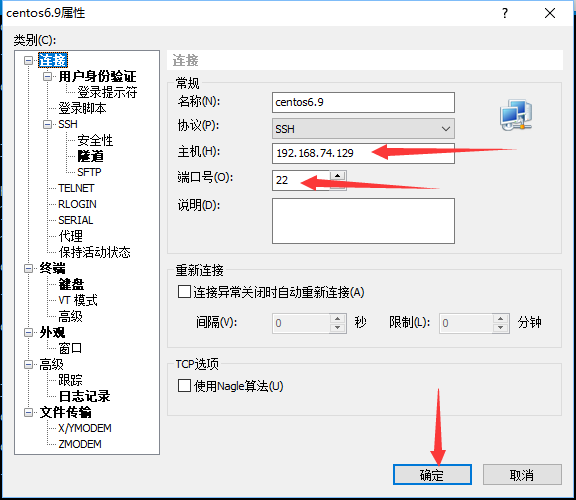 centos6.9属性
类别(C):
连接
用户身份验证
登录提示符
登录脚本
SSH
安全性
隧道
SFTP
TELNET
RLOGIN
SERIAL
代理
保持活动状态
终端
键盘
VT 模式
高级
外观
窗口
高级
跟踪
日志记录
文件传输
X/YMODEM
ZMODEM
连接
常规
名称(N):
centos6.9
协议(P):
SSH
主机(H):
192.168.74.129
端口号(O):
22
说明(D):
重新连接
连接异常关闭时自动重新连接(A)
间隔(V):
0
秒
限制(L):
0
分钟
TCP选项
使用Nagle算法(U)
确定
取消